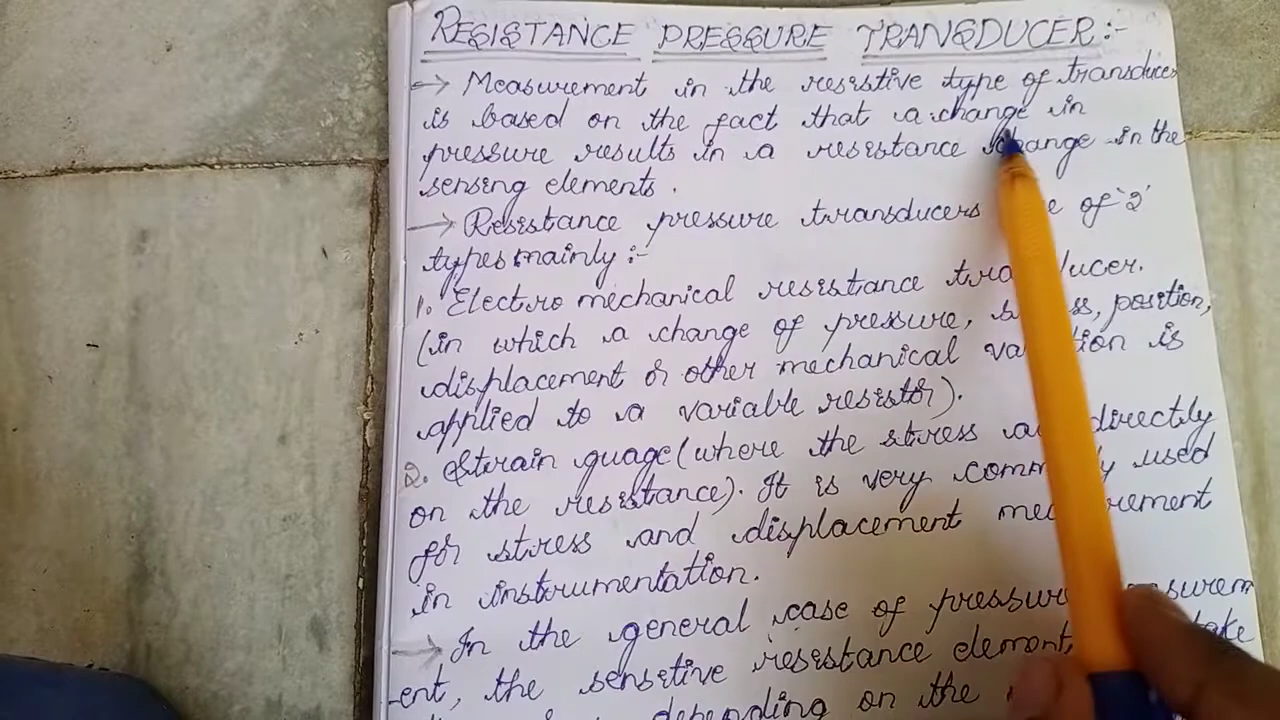 RESISTANCE PRESSURE TRANSDUCER:-
→ Measurement in the resistive type of transducer
is based on the fact that a change in
pressure results in a resistance change in the
sensing elements.
→ Resistance pressure transducers of '2'
types mainly:-
1. Electro mechanical resistance transducer.
(in which a change of pressure, position,
displacement or other mechanical is
applied to a variable resistor).
2. Strain guage (where the stress directly
on the resistance). It is very used
for stress and displacement
in instrumentation.
→ In the general case of
ent, the sensitive resistance element,
depending on the